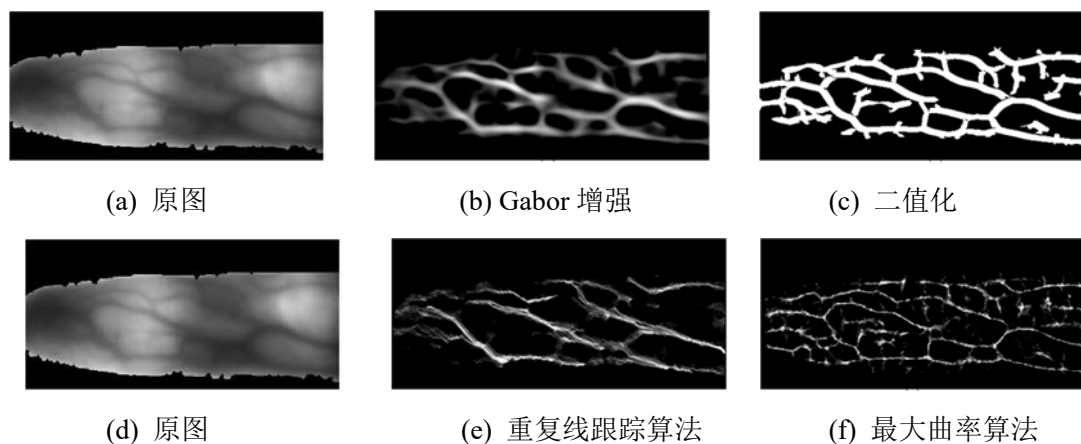 (a) 原图
(b) Gabor 增强
(c) 二值化
(d) 原图
(e) 重复线跟踪算法
(f) 最大曲率算法